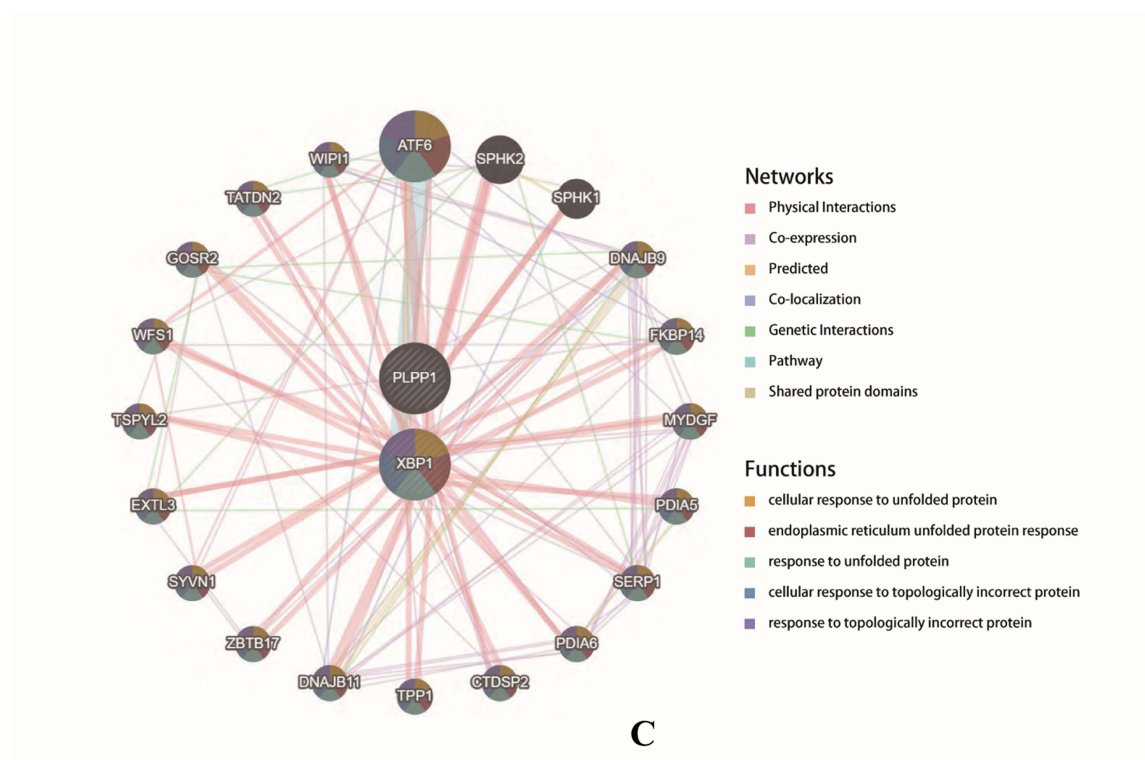 ATF6
WIPI1
SPHK2
TATDN2
SPHK1
GOSR2
DNAJB9
WFS1
FKBP14
PLPP1
TSPYL2
MYDGF
XBP1
EXTL3
PDIA5
SYVN1
SERP1
ZBTB17
PDIA6
DNAJB11
TPP1
CTDSP2
Networks
Physical Interactions
Co-expression
Predicted
Co-localization
Genetic Interactions
Pathway
Shared protein domains
Functions
cellular response to unfolded protein
endoplasmic reticulum unfolded protein response
response to unfolded protein
cellular response to topologically incorrect protein
response to topologically incorrect protein
C